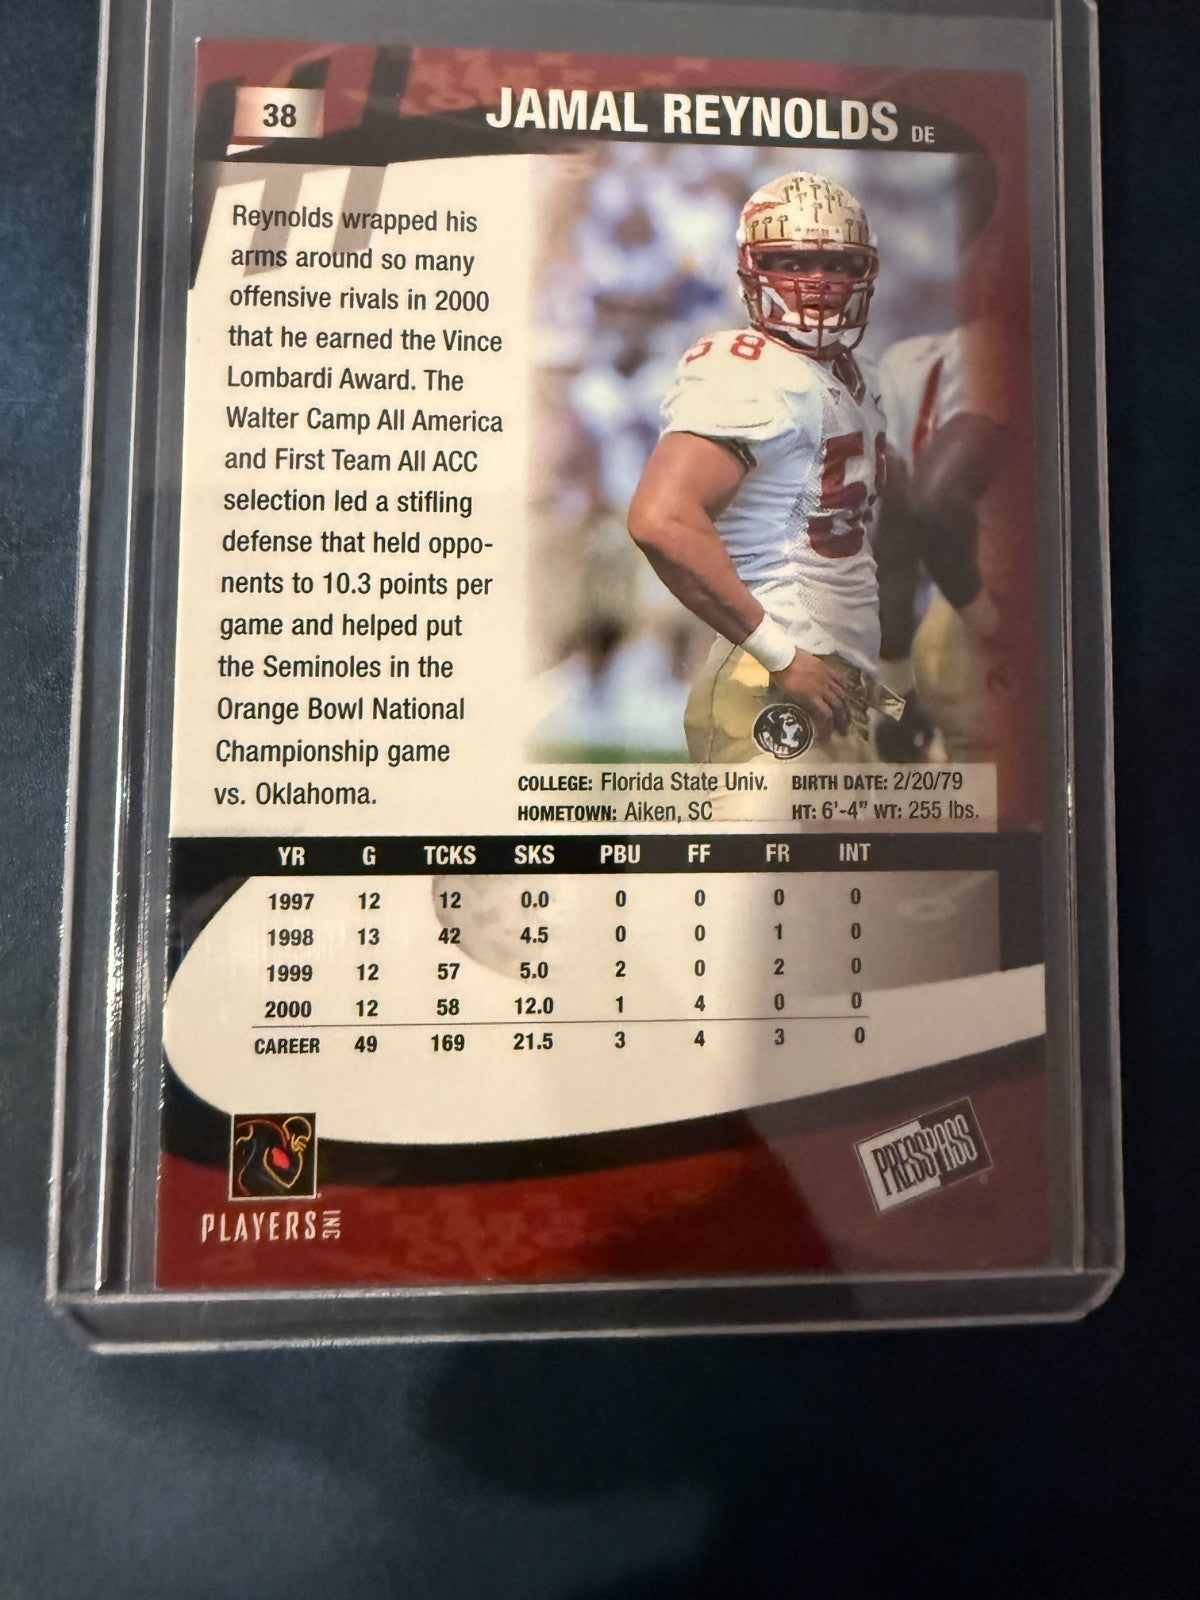 38
JAMAL REYNOLDS DE
Reynolds wrapped his
arms around so many
offensive rivals in 2000
that he earned the Vince
Lombardi Award. The
Walter Camp All America
and First Team All ACC
selection led a stifling
defense that held oppo-
nents to 10.3 points per
game and helped put
the Seminoles in the
Orange Bowl National
Championship game
vs. Oklahoma.
58
58
COLLEGE: Florida State Univ. BIRTH DATE: 2/20/79
HOMETOWN: Aiken, SC HT: 6'-4" WT: 255 lbs.
YR G TCKS SKS PBU FF FR INT
1997 12 12 0.0 0 0 0 0
1998 13 42 4.5 0 0 1 0
1999 12 57 5.0 2 0 2 0
2000 12 58 12.0 1 4 0 0
CAREER 49 169 21.5 3 4 3 0
PLAYERS INC
PRESS PASS